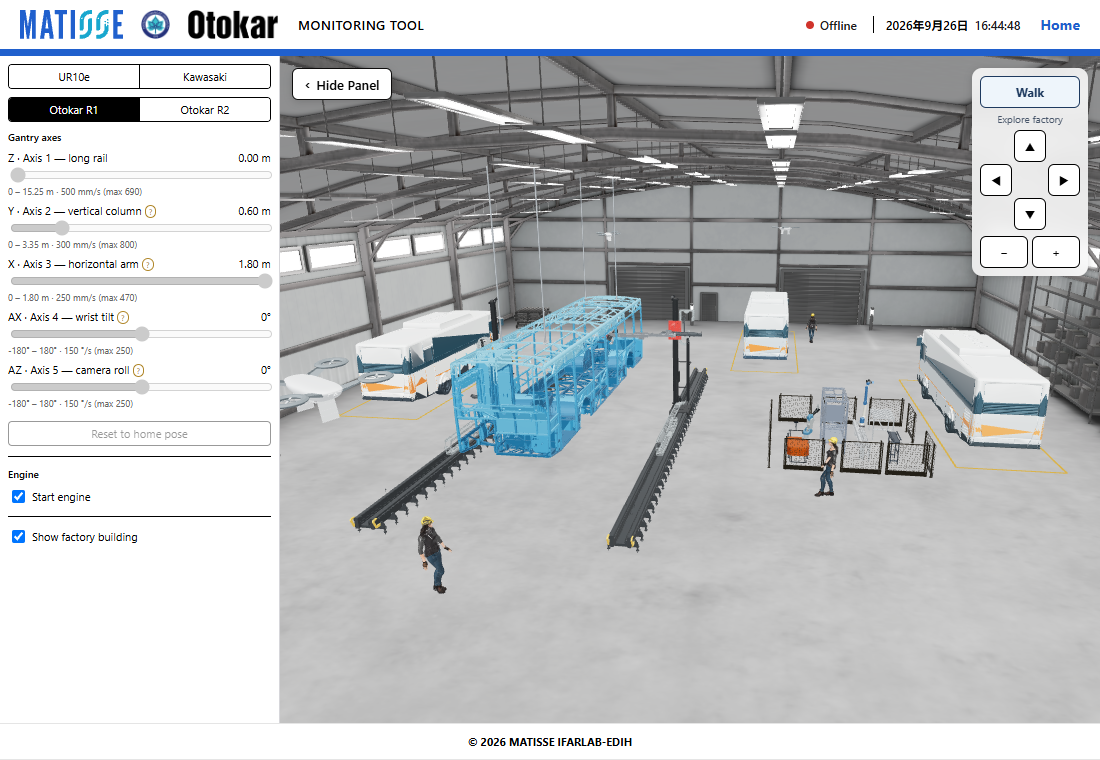 MATISSE
Otokar
MONITORING TOOL
Offline
2026年9月26日 16:44:48
Home
UR10e
Kawasaki
Otokar R1
Otokar R2
Gantry axes
Z · Axis 1 — long rail 0.00 m
0 – 15.25 m · 500 mm/s (max 690)
Y · Axis 2 — vertical column ? 0.60 m
0 – 3.35 m · 300 mm/s (max 800)
X · Axis 3 — horizontal arm ? 1.80 m
0 – 1.80 m · 250 mm/s (max 470)
AX · Axis 4 — wrist tilt ? 0°
-180° – 180° · 150 °/s (max 250)
AZ · Axis 5 — camera roll ? 0°
-180° – 180° · 150 °/s (max 250)
Reset to home pose
Engine
Start engine
Show factory building
‹ Hide Panel
Walk
Explore factory
▲
◀ ▶
▼
− +
© 2026 MATISSE IFARLAB-EDIH